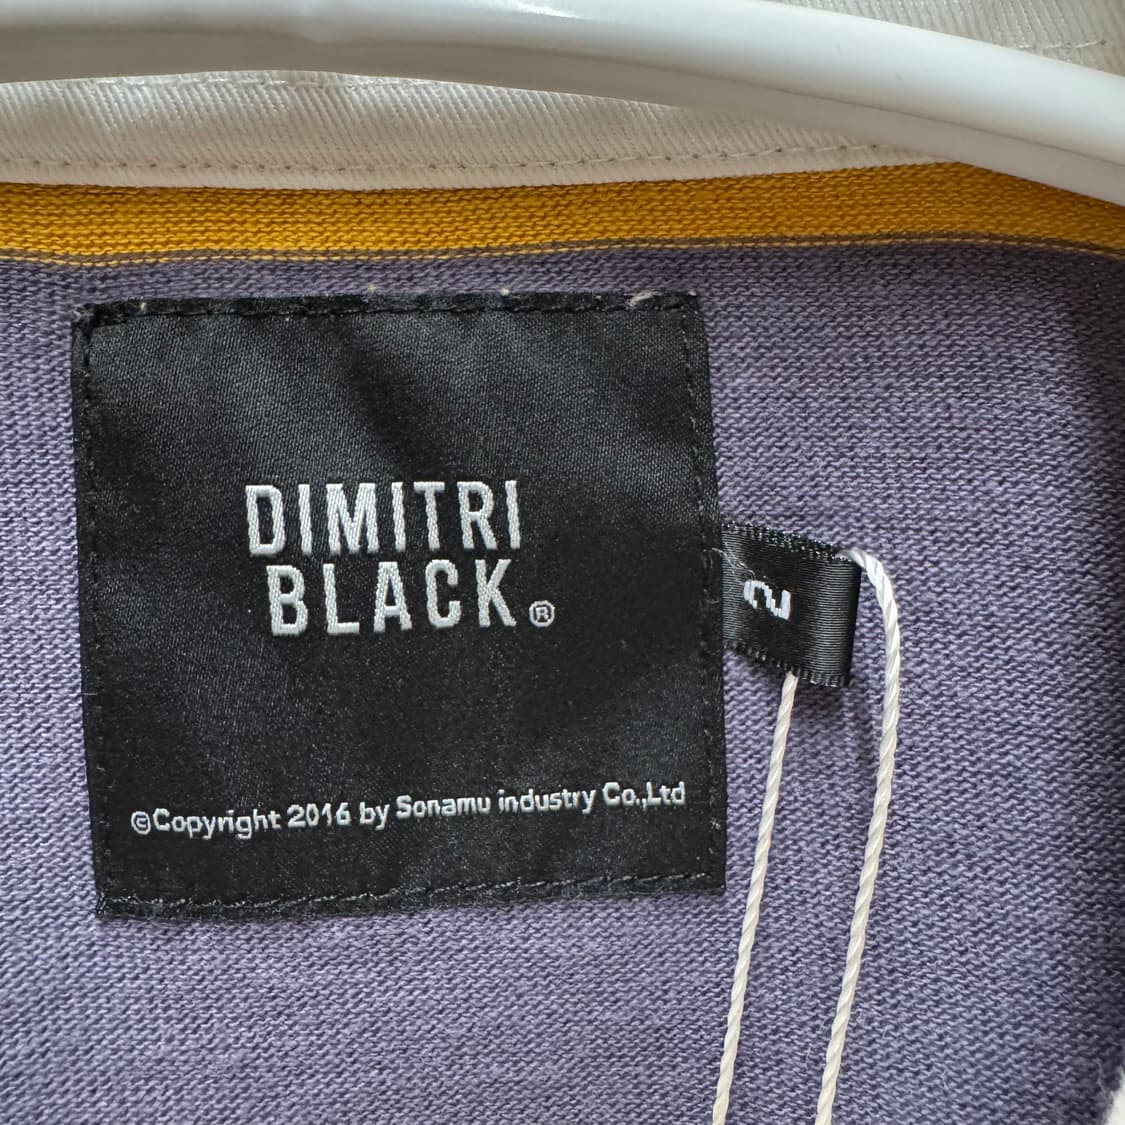 DIMITRI
BLACK®
2
©Copyright 2016 by Sonamu industry Co.,Ltd